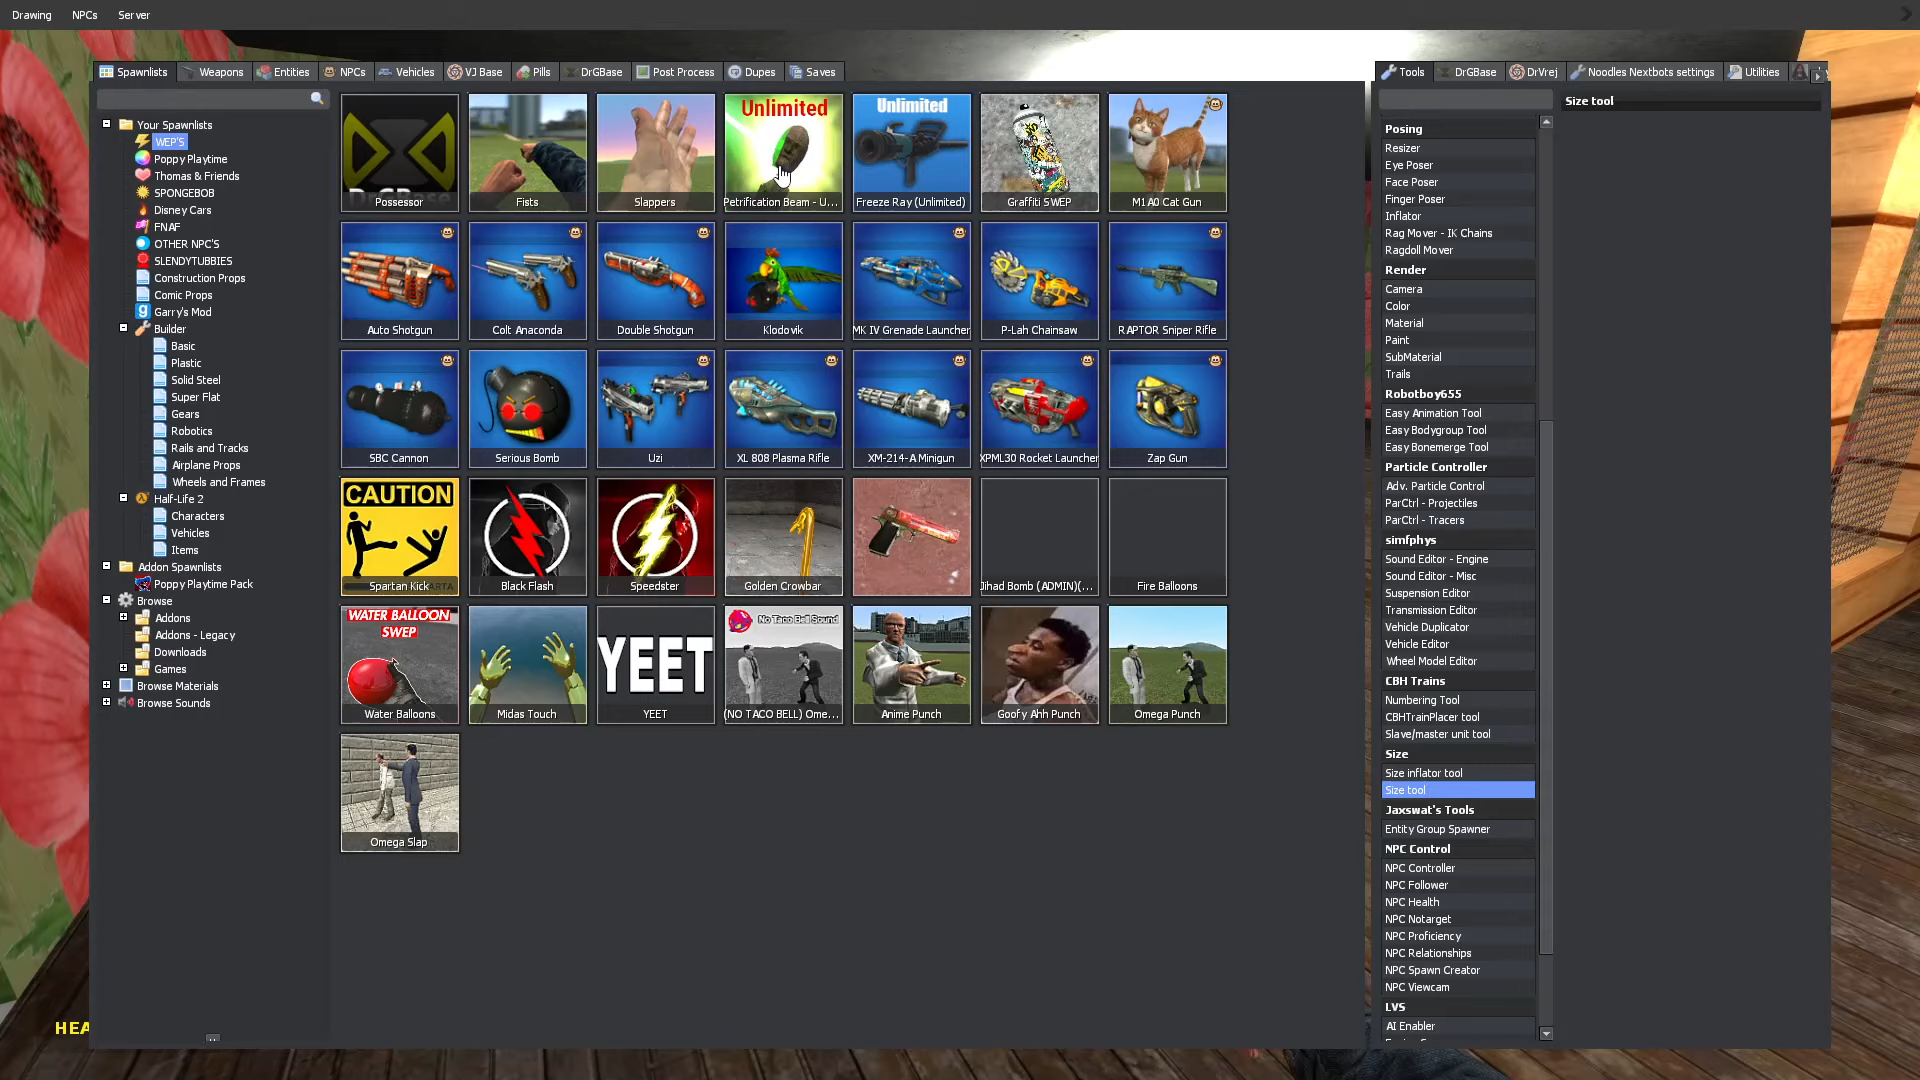 Drawing NPCs Server
Spawnlists Weapons Entities NPCs Vehicles VJ Base Pills DrGBase Post Process Dupes Saves
Your Spawnlists
WEP'S
Poppy Playtime
Thomas & Friends
SPONGEBOB
Disney Cars
FNAF
OTHER NPC'S
SLENDYTUBBIES
Construction Props
Comic Props
Garry's Mod
Builder
Basic
Plastic
Solid Steel
Super Flat
Gears
Robotics
Rails and Tracks
Airplane Props
Wheels and Frames
Half-Life 2
Characters
Vehicles
Items
Addon Spawnlists
Poppy Playtime Pack
Browse
Addons
Addons - Legacy
Downloads
Games
Browse Materials
Browse Sounds
Unlimited Unlimited
Possessor Fists Slappers Petrification Beam - U... Freeze Ray (Unlimited) Graffiti SWEP M1A0 Cat Gun
Auto Shotgun Colt Anaconda Double Shotgun Klodovik MK IV Grenade Launcher P-Lah Chainsaw RAPTOR Sniper Rifle
SBC Cannon Serious Bomb Uzi XL 808 Plasma Rifle XM-214-A Minigun XPML30 Rocket Launcher Zap Gun
CAUTION
Spartan Kick Black Flash Speedster Golden Crowbar Jihad Bomb (ADMIN)(... Fire Balloons
WATER BALLOON
SWEP
YEET
No Taco Bell Sound
Water Balloons Midas Touch YEET (NO TACO BELL) Ome... Anime Punch Goofy Ahh Punch Omega Punch
Omega Slap
HEA
Tools DrGBase DrVrej Noodles Nextbots settings Utilities
Size tool
Posing
Resizer
Eye Poser
Face Poser
Finger Poser
Inflator
Rag Mover - IK Chains
Ragdoll Mover
Render
Camera
Color
Material
Paint
SubMaterial
Trails
Robotboy655
Easy Animation Tool
Easy Bodygroup Tool
Easy Bonemerge Tool
Particle Controller
Adv. Particle Control
ParCtrl - Projectiles
ParCtrl - Tracers
simfphys
Sound Editor - Engine
Sound Editor - Misc
Suspension Editor
Transmission Editor
Vehicle Duplicator
Vehicle Editor
Wheel Model Editor
CBH Trains
Numbering Tool
CBHTrainPlacer tool
Slave/master unit tool
Size
Size inflator tool
Size tool
Jaxswat's Tools
Entity Group Spawner
NPC Control
NPC Controller
NPC Follower
NPC Health
NPC Notarget
NPC Proficiency
NPC Relationships
NPC Spawn Creator
NPC Viewcam
LVS
AI Enabler